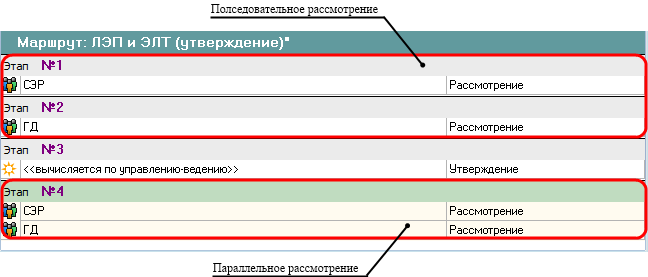 Полседовательное рассмотрение
Маршрут: ЛЭП и ЭЛТ (утверждение)*
Этап №1
СЭР Рассмотрение
Этап №2
ГД Рассмотрение
Этап №3
<<вычисляется по управлению-ведению>> Утверждение
Этап №4
СЭР Рассмотрение
ГД Рассмотрение
Параллельное рассмотрение